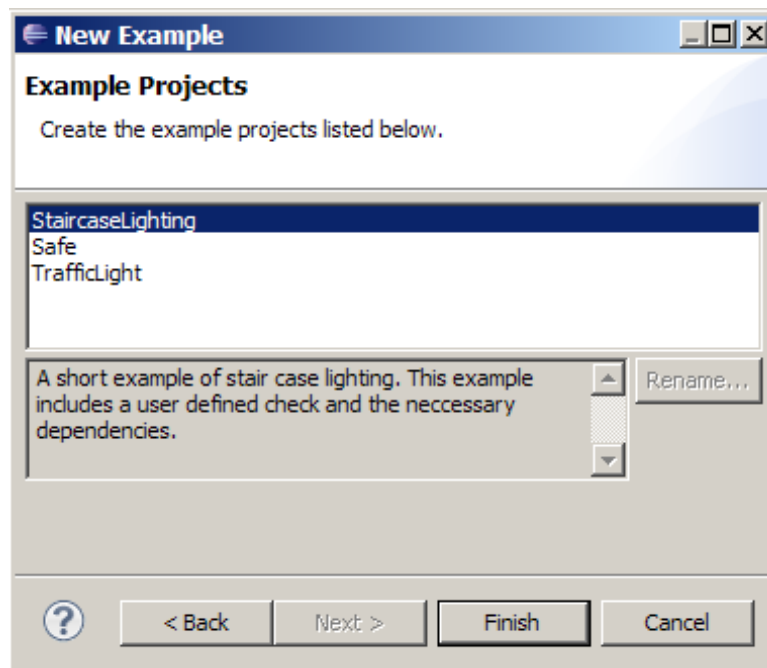 New Example
Example Projects
Create the example projects listed below.
StaircaseLighting
Safe
TrafficLight
A short example of stair case lighting. This example
includes a user defined check and the neccessary
dependencies.
Rename...
?
< Back
Next >
Finish
Cancel